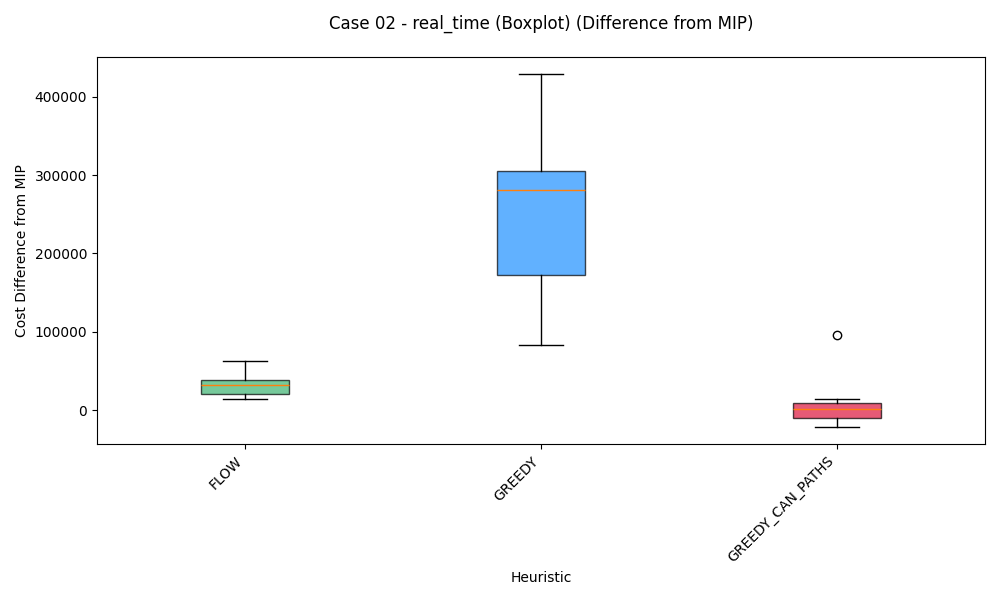 Case 02 - real_time (Boxplot) (Difference from MIP)
Cost Difference from MIP
400000
300000
200000
100000
0
FLOW
GREEDY
GREEDY_CAN_PATHS
Heuristic